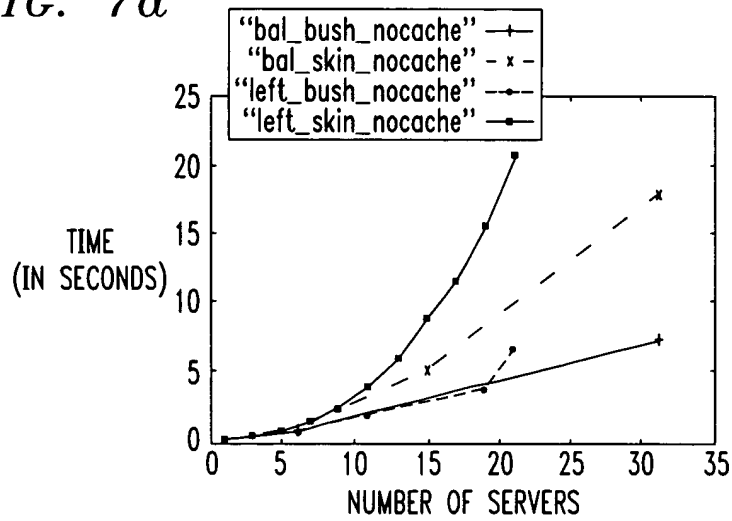 IG. 7a
"bal_bush_nocache"
"bal_skin_nocache"
"left_bush_nocache"
"left_skin_nocache"
25
20
15
10
5
0
TIME
(IN SECONDS)
0 5 10 15 20 25 30 35
NUMBER OF SERVERS